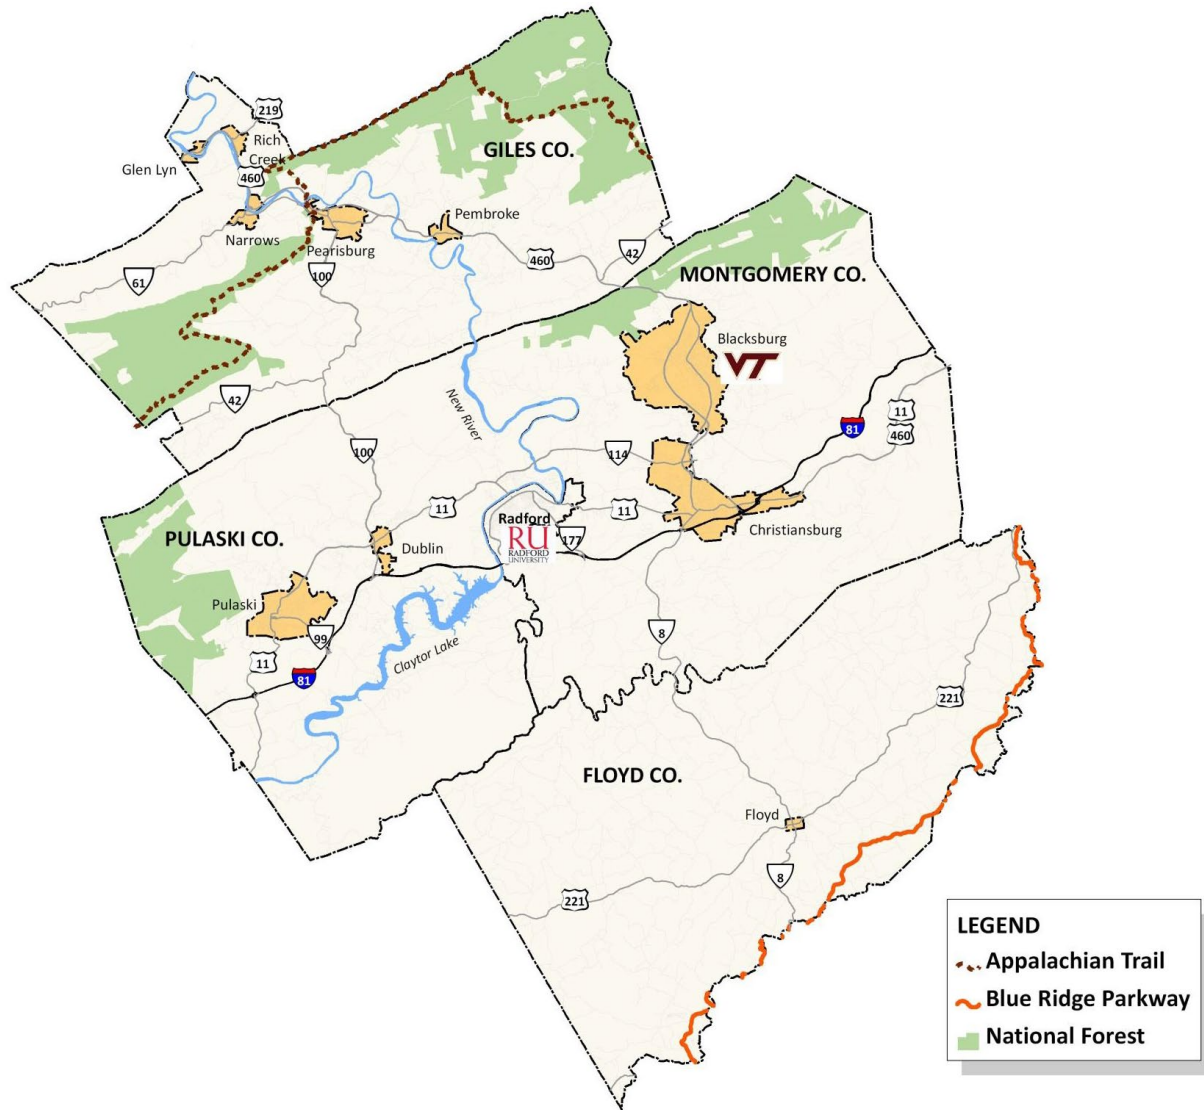 219
Rich
Creek
Glen Lyn
460
GILES CO.
Narrows
Pearisburg
Pembroke
61
100
460
42
MONTGOMERY CO.
Blacksburg
VT
42
New River
11
460
81
100
114
11
11
Radford
RU
RADFORD
UNIVERSITY
177
Christiansburg
PULASKI CO.
Dublin
Pulaski
99
11
81
Claytor Lake
8
221
FLOYD CO.
Floyd
8
221
LEGEND
Appalachian Trail
Blue Ridge Parkway
National Forest